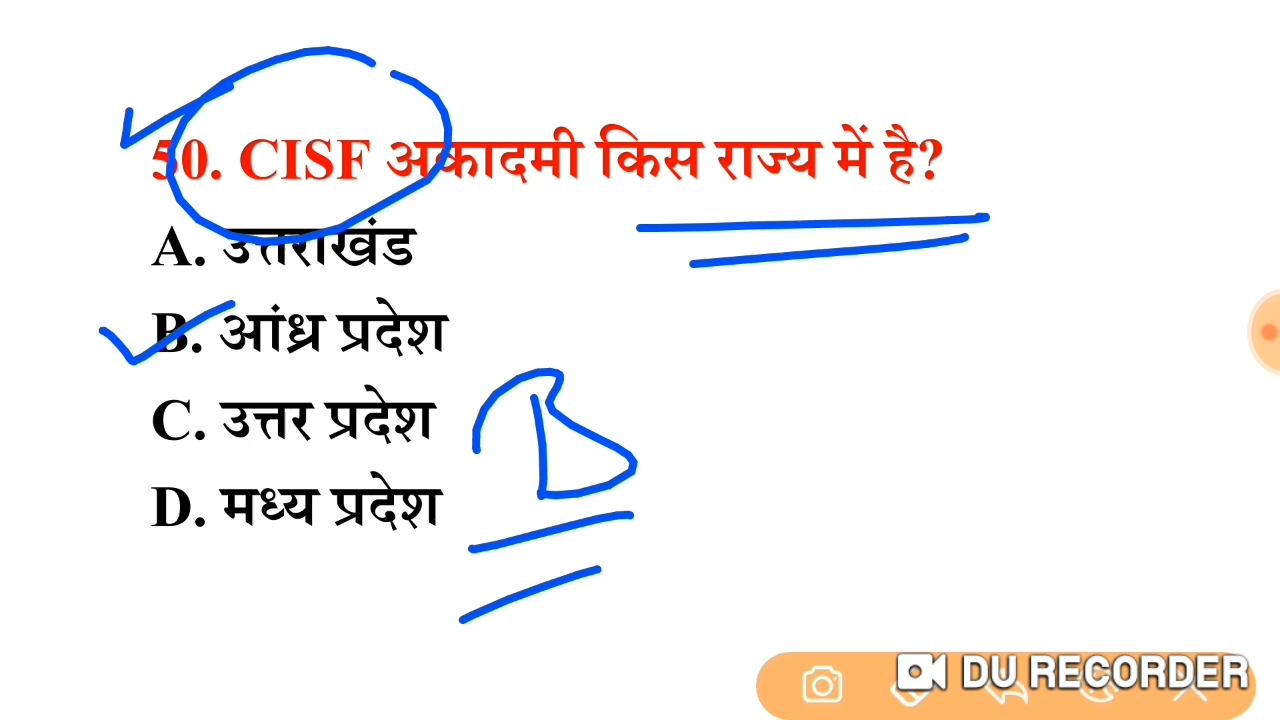 50. CISF अकादमी किस राज्य में है?
A. उत्तराखंड
B. आंध्र प्रदेश
C. उत्तर प्रदेश
B
D. मध्य प्रदेश
DU RECORDER